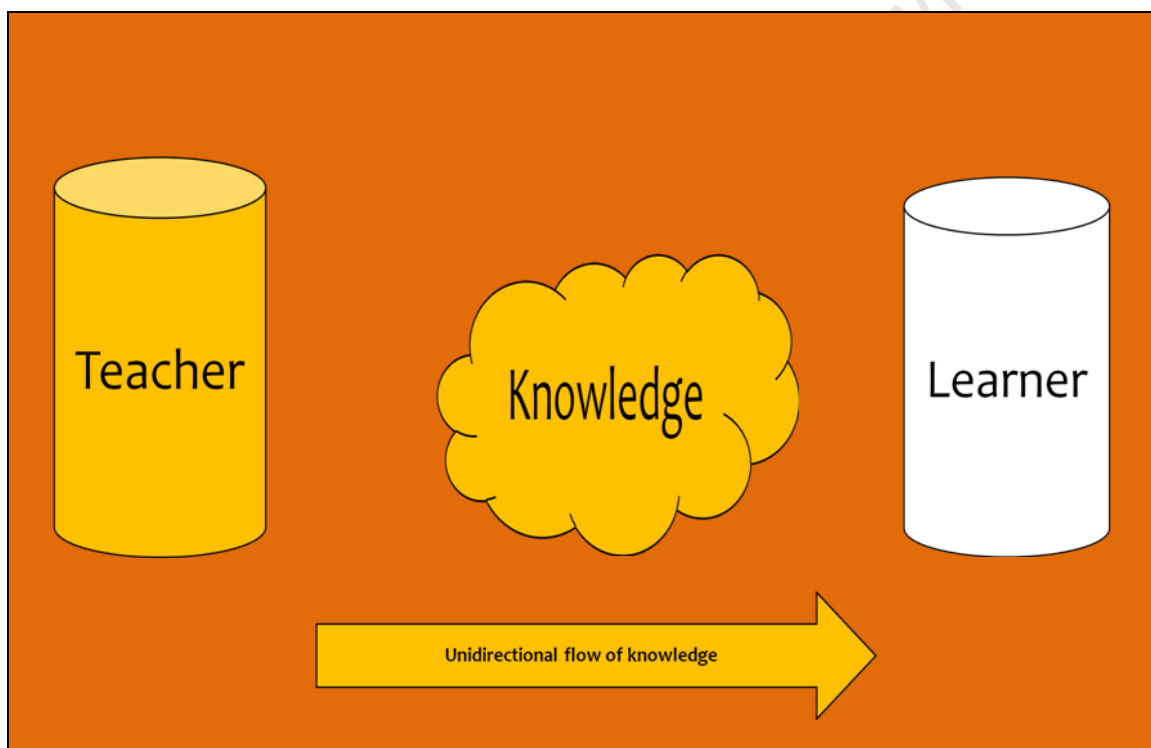 Teacher
Knowledge
Learner
Unidirectional flow of knowledge